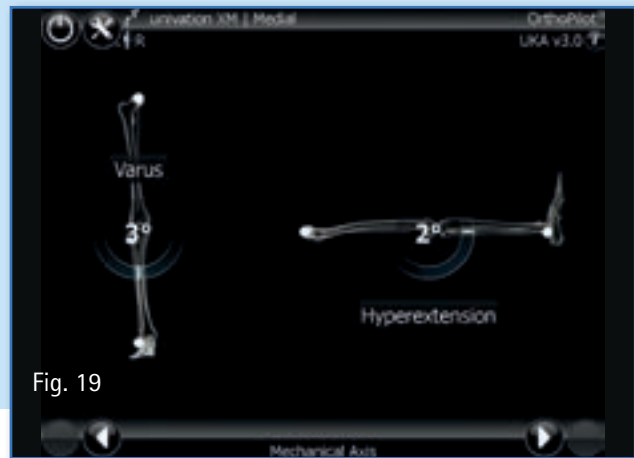 univation XM | Medial
OrthoPilot
R
UKA v3.0
Varus
3°
2°
Hyperextension
Fig. 19
Mechanical Axis